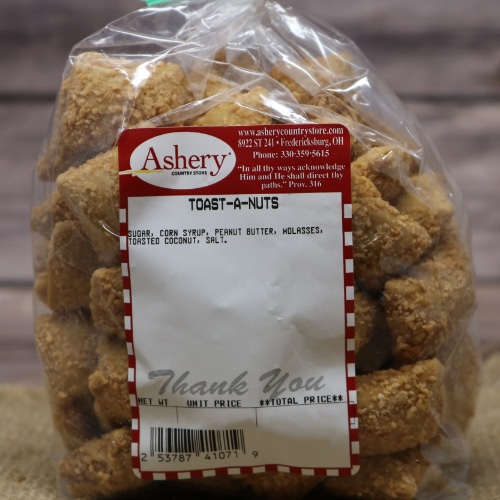 www.asherycountrystore.com
8922 ST 241 • Fredericksburg, OH
Phone: 330-359-5615
"In all thy ways acknowledge
Him and He shall direct thy
paths." Prov. 316
Ashery
COUNTRY STORE
TOAST-A-NUTS
SUGAR, CORN SYRUP, PEANUT BUTTER, MOLASSES,
TOASTED COCONUT, SALT.
Thank You
NET WT UNIT PRICE **TOTAL PRICE**
2 53787 41071 9